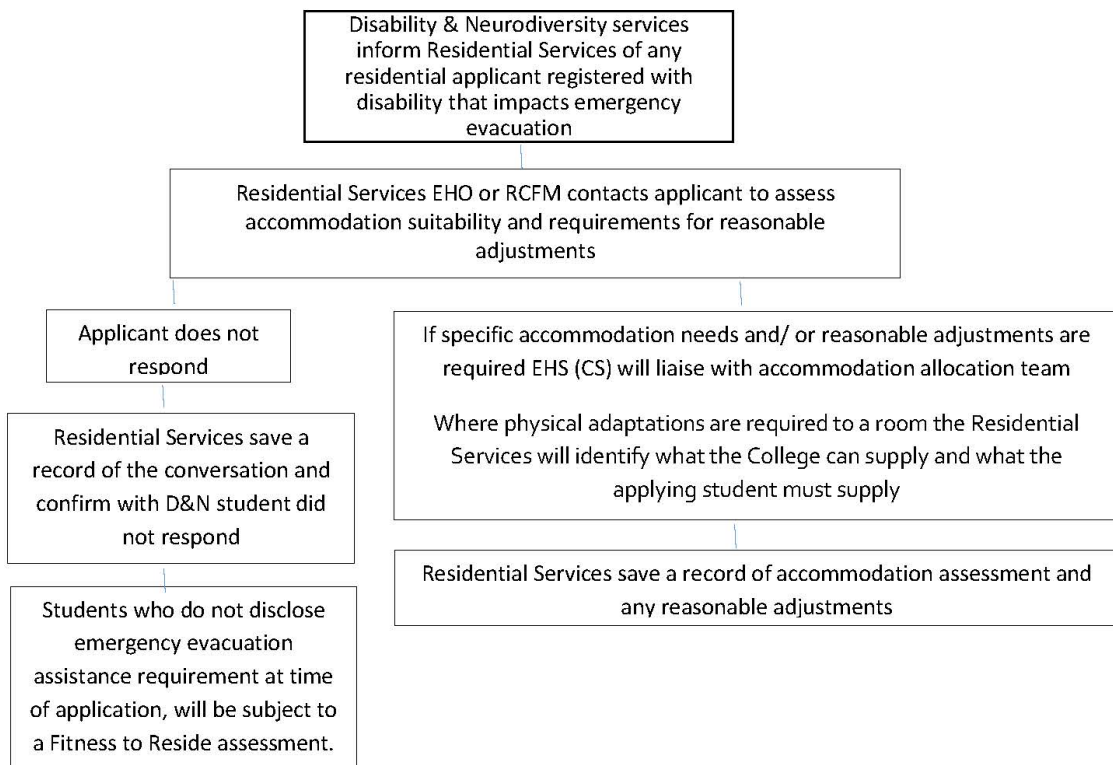 Disability & Neurodiversity services
inform Residential Services of any
residential applicant registered with
disability that impacts emergency
evacuation
Residential Services EHO or RCFM contacts applicant to assess
accommodation suitability and requirements for reasonable
adjustments
Applicant does not
respond
Residential Services save a
record of the conversation and
confirm with D&N student did
not respond
Students who do not disclose
emergency evacuation
assistance requirement at time
of application, will be subject to
a Fitness to Reside assessment.
If specific accommodation needs and/ or reasonable adjustments are
required EHS (CS) will liaise with accommodation allocation team
Where physical adaptations are required to a room the Residential
Services will identify what the College can supply and what the
applying student must supply
Residential Services save a record of accommodation assessment and
any reasonable adjustments